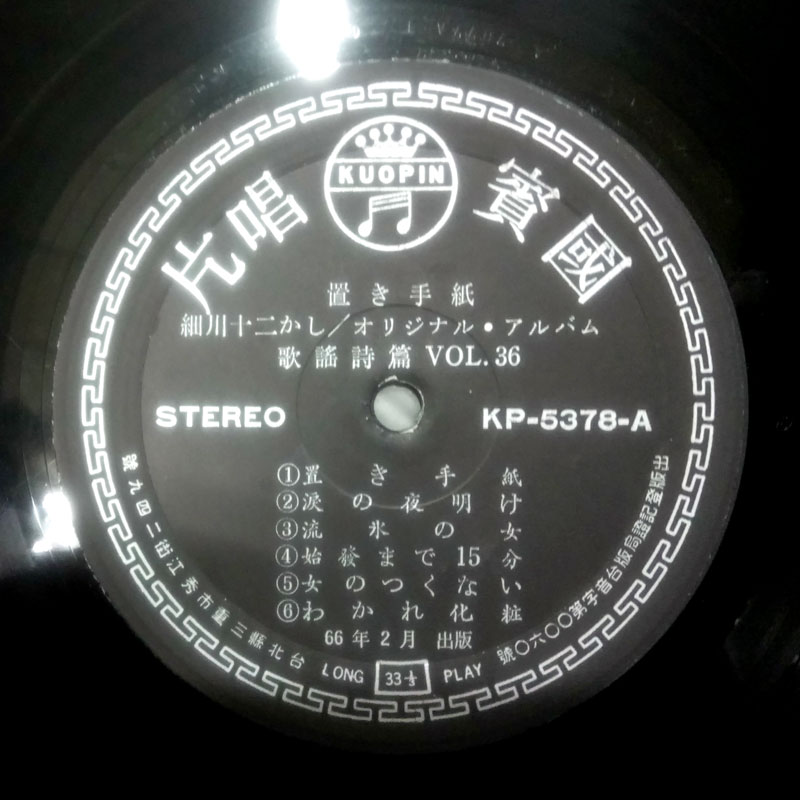 KUOPIN
國賓唱片
置き手紙
細川十二かし/オリジナル・アルバム
歌謠詩篇 VOL.36
STEREO
KP-5378-A
①置き手紙
②涙の夜明け
③流氷の女
④始發まで15分
⑤女のつくない
⑥わかれ化粧
66年2月 出版
LONG 33⅓ PLAY
出版登記證局版台音字第〇〇六〇號
台北縣三重市秀江街二四九號